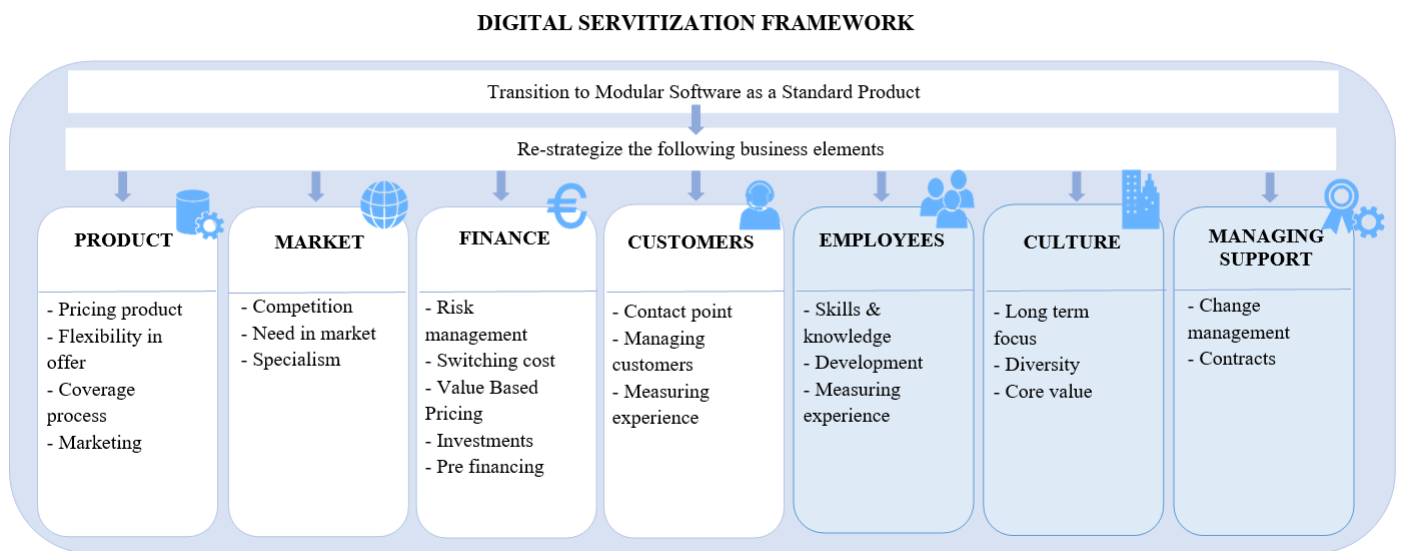 DIGITAL SERVITIZATION FRAMEWORK
Transition to Modular Software as a Standard Product
Re-strategize the following business elements
PRODUCT
- Pricing product
- Flexibility in
offer
- Coverage
process
- Marketing
MARKET
- Competition
- Need in market
- Specialism
FINANCE
- Risk
management
- Switching cost
- Value Based
Pricing
- Investments
- Pre financing
CUSTOMERS
- Contact point
- Managing
customers
- Measuring
experience
EMPLOYEES
- Skills &
knowledge
- Development
- Measuring
experience
CULTURE
- Long term
focus
- Diversity
- Core value
MANAGING
SUPPORT
- Change
management
- Contracts